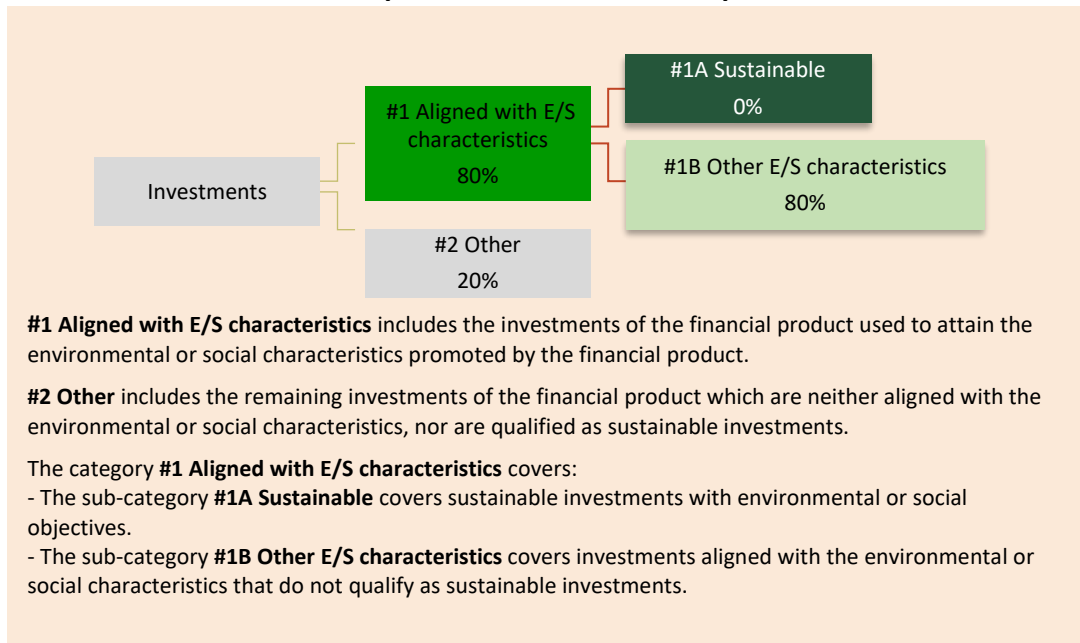 #1A Sustainable
0%
#1 Aligned with E/S
characteristics
80%
#1B Other E/S characteristics
80%
Investments
#2 Other
20%
#1 Aligned with E/S characteristics includes the investments of the financial product used to attain the
environmental or social characteristics promoted by the financial product.
#2 Other includes the remaining investments of the financial product which are neither aligned with the
environmental or social characteristics, nor are qualified as sustainable investments.
The category #1 Aligned with E/S characteristics covers:
- The sub-category #1A Sustainable covers sustainable investments with environmental or social
objectives.
- The sub-category #1B Other E/S characteristics covers investments aligned with the environmental or
social characteristics that do not qualify as sustainable investments.